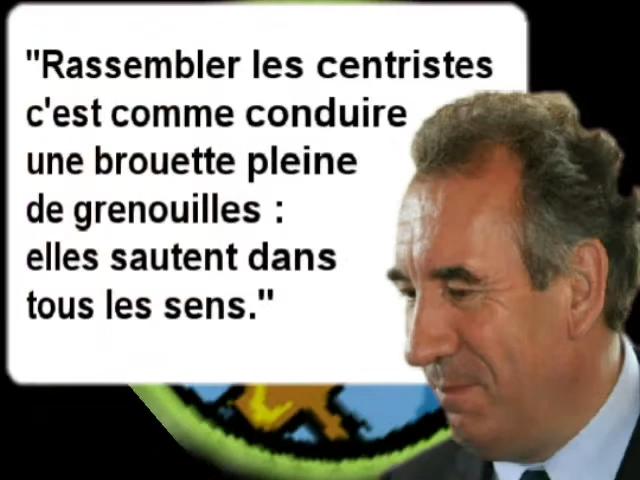 "Rassembler les centristes
c'est comme conduire
une brouette pleine
de grenouilles :
elles sautent dans
tous les sens."